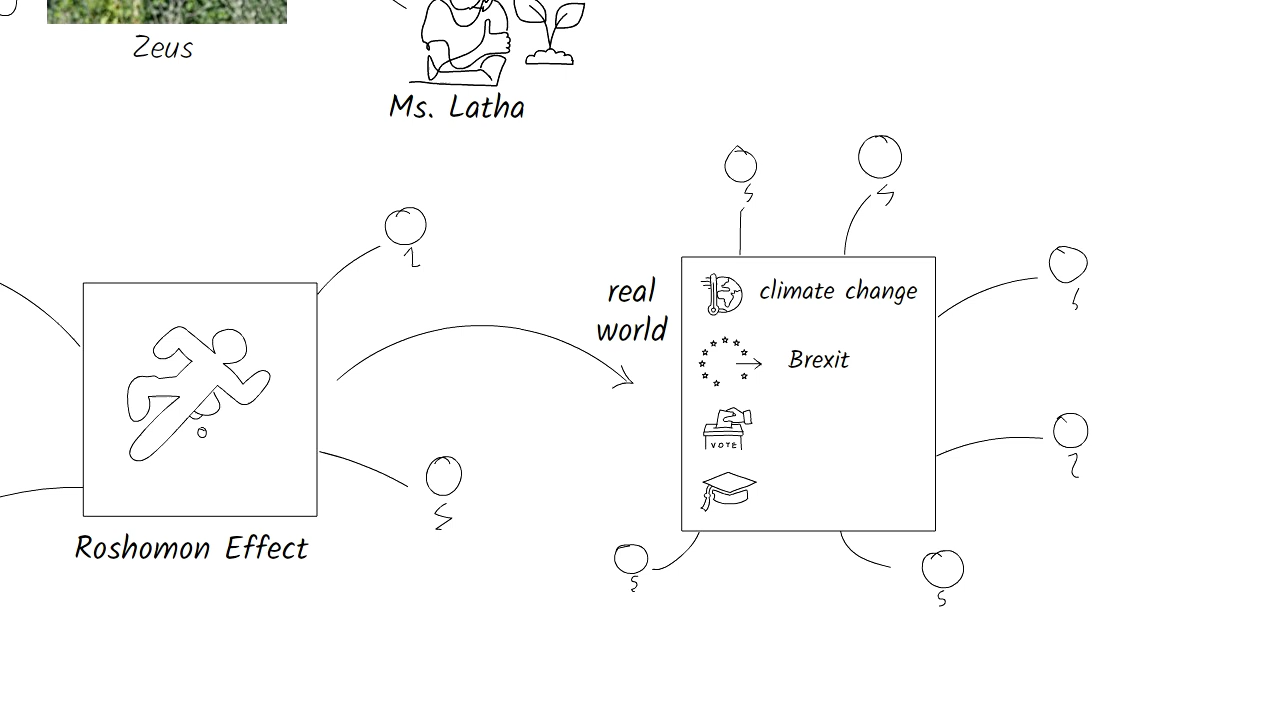 Zeus
Ms. Latha
real
world
climate change
Brexit
VOTE
Roshomon Effect